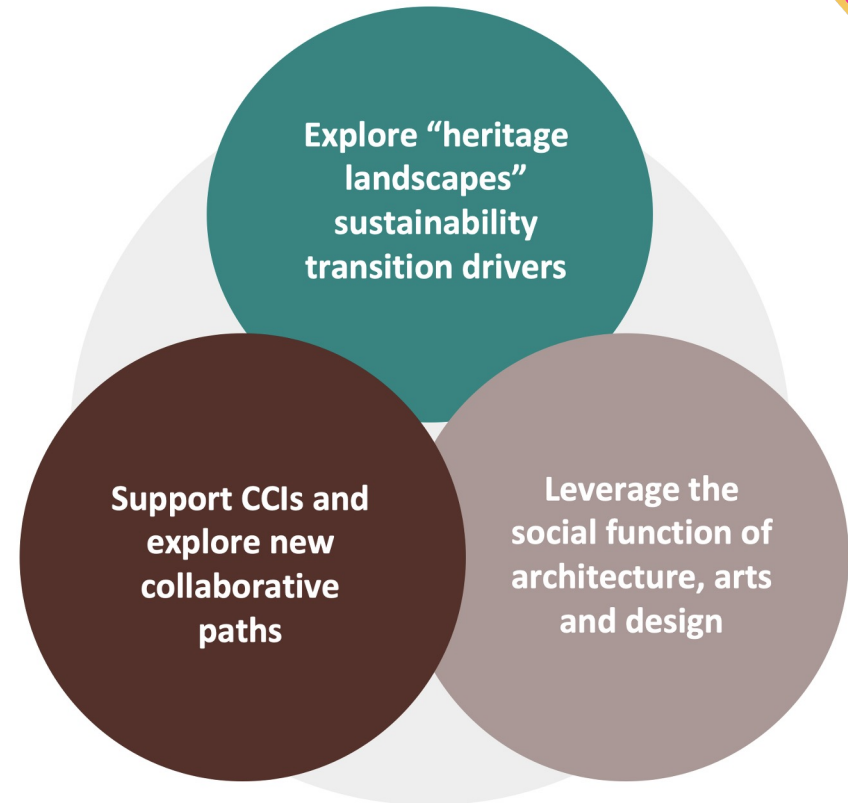 Explore “heritage
landscapes”
sustainability
transition drivers
Support CCIs and
explore new
collaborative
paths
Leverage the
social function of
architecture, arts
and design